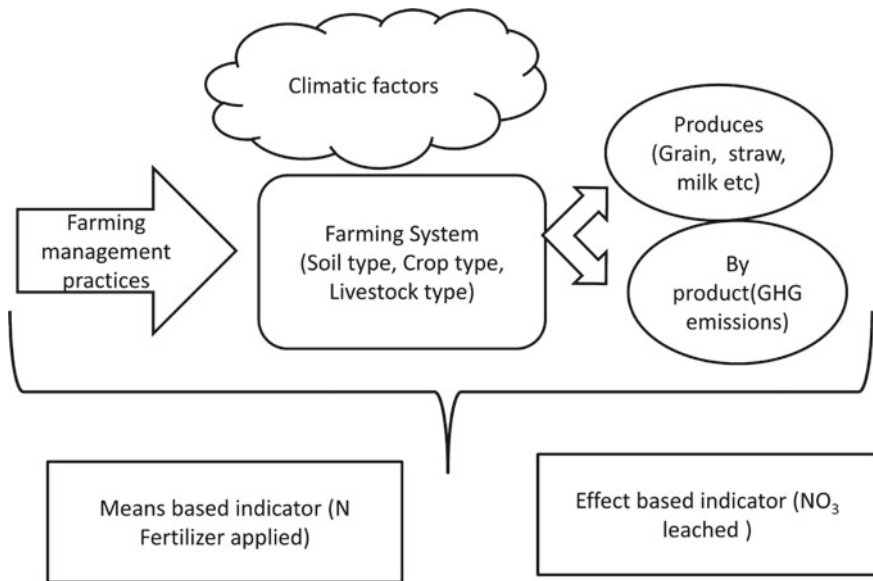 Climatic factors
Produces
(Grain, straw,
milk etc)
Farming
management
practices
Farming System
(Soil type, Crop type,
Livestock type)
By
product(GHG
emissions)
Means based indicator (N
Fertilizer applied)
Effect based indicator (NO₃
leached )